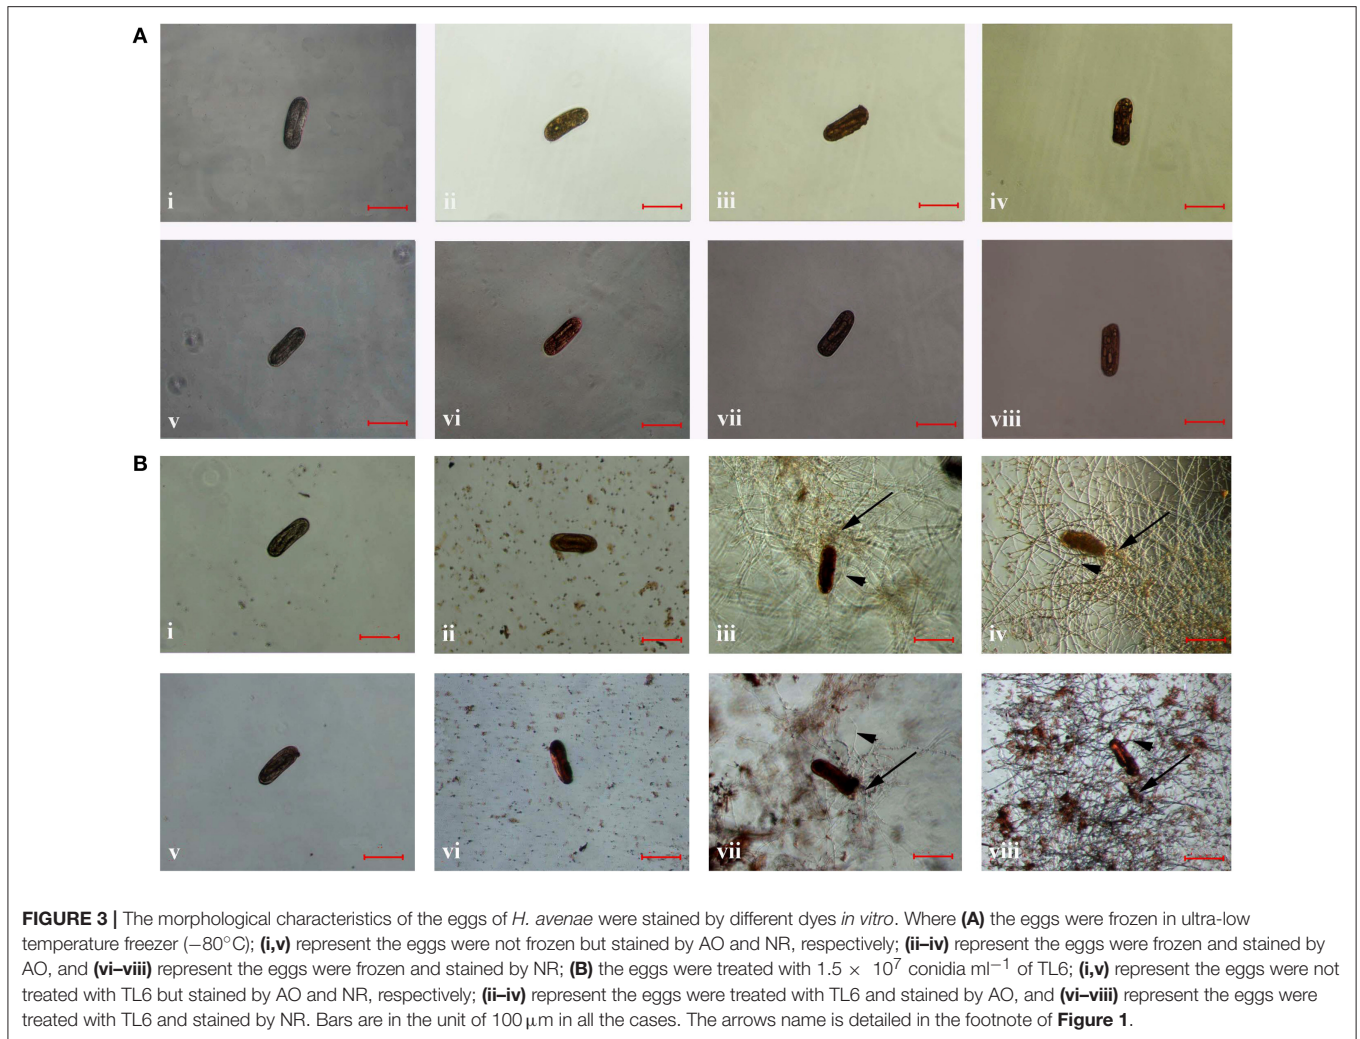 A
i
ii
iii
iv
v
vi
vii
viii
B
i
ii
iii
iv
v
vi
vii
viii
FIGURE 3 | The morphological characteristics of the eggs of H. avenae were stained by different dyes in vitro. Where (A) the eggs were frozen in ultra-low
temperature freezer (−80°C); (i,v) represent the eggs were not frozen but stained by AO and NR, respectively; (ii–iv) represent the eggs were frozen and stained by
AO, and (vi–viii) represent the eggs were frozen and stained by NR; (B) the eggs were treated with 1.5 × 10⁷ conidia ml⁻¹ of TL6; (i,v) represent the eggs were not
treated with TL6 but stained by AO and NR, respectively; (ii–iv) represent the eggs were treated with TL6 and stained by AO, and (vi–viii) represent the eggs were
treated with TL6 and stained by NR. Bars are in the unit of 100 μm in all the cases. The arrows name is detailed in the footnote of Figure 1.